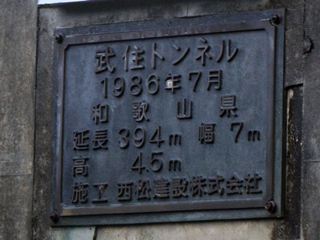 武住トンネル
1986年7月
和歌山県
延長 394m 幅 7m
高 4.5m
施工 西松建設株式会社